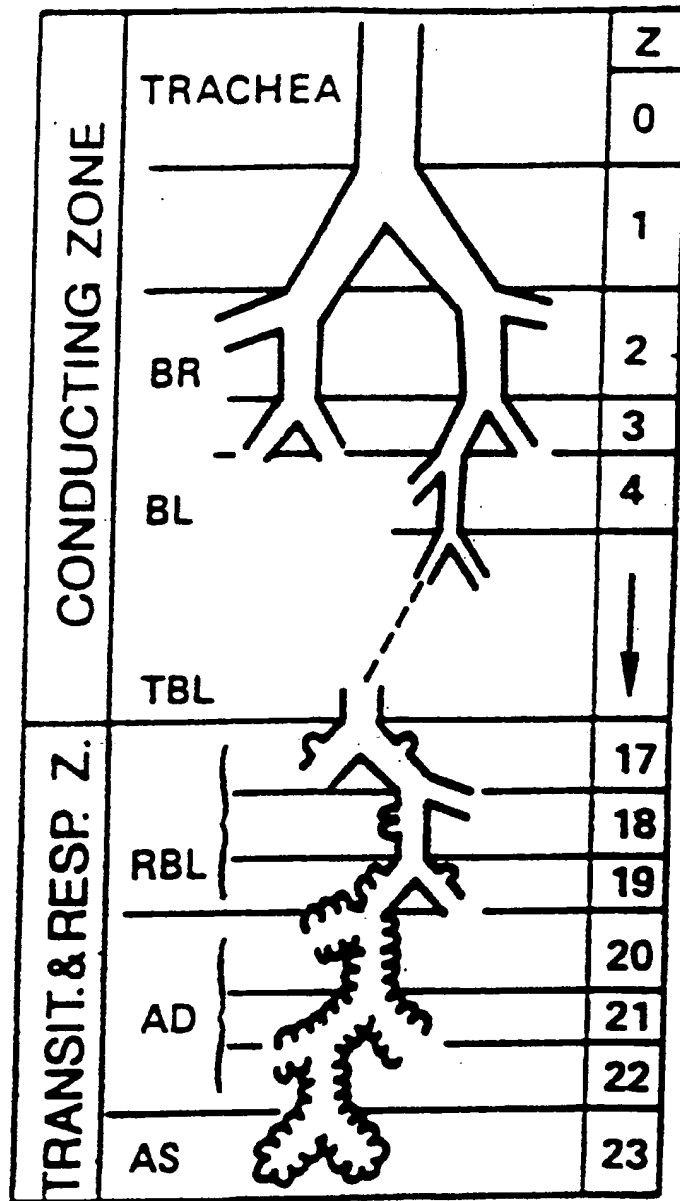 CONDUCTING ZONE
TRANSIT. & RESP. Z.
Z
TRACHEA
0
1
BR
2
3
BL
4
TBL
17
18
RBL
19
20
AD
21
22
AS
23